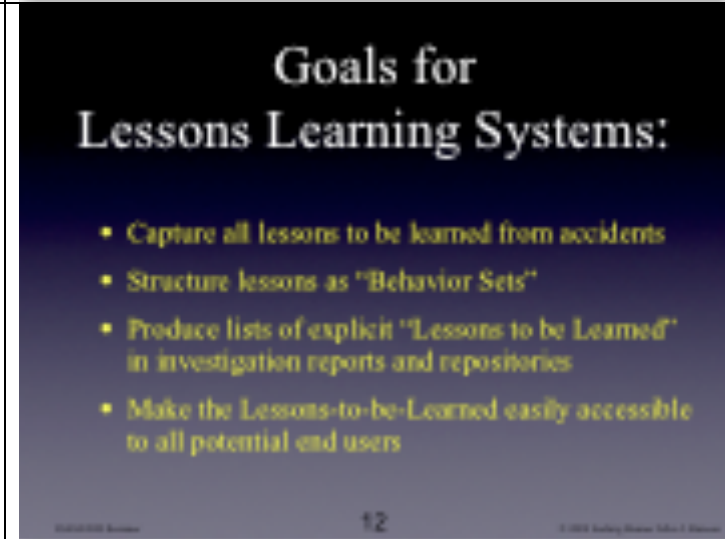 Goals for
Lessons Learning Systems:
• Capture all lessons to be learned from accidents
• Structure lessons as "Behavior Sets"
• Produce lists of explicit "Lessons to be Learned"
in investigation reports and repositories
• Make the Lessons-to-be-Learned easily accessible
to all potential end users
12